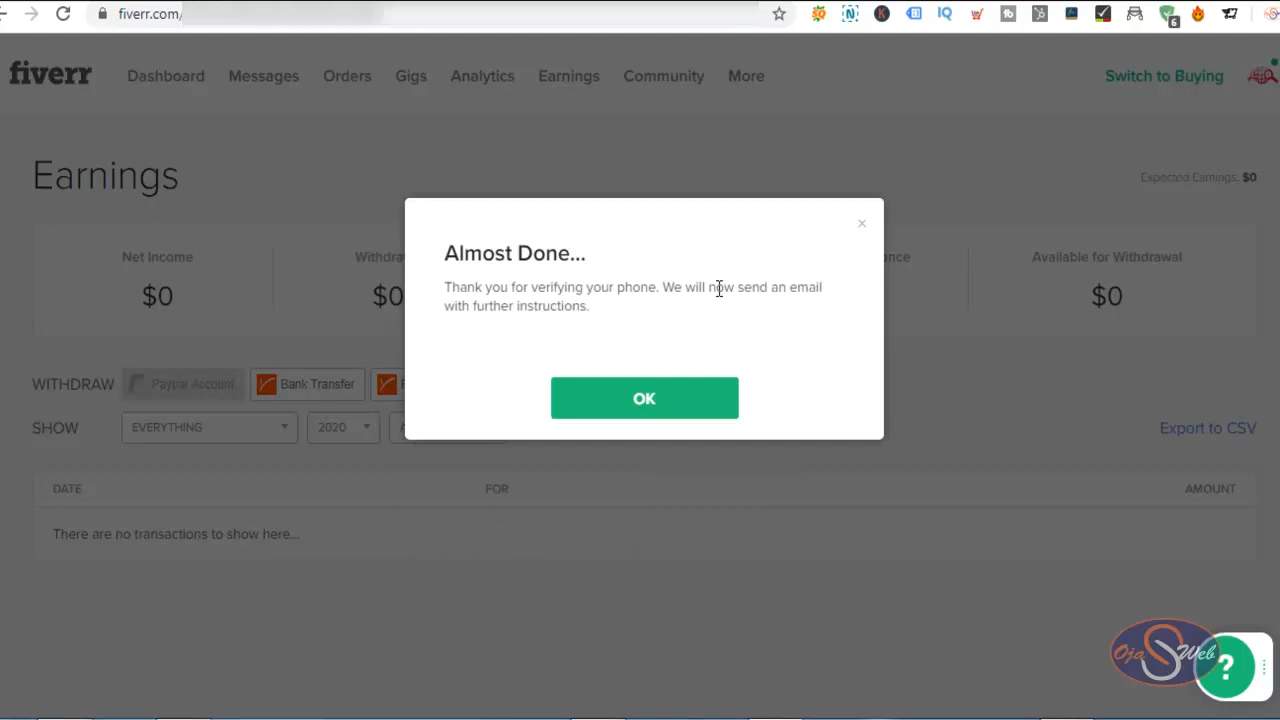 fiverr.com/
6
fiverr Dashboard Messages Orders Gigs Analytics Earnings Community More Switch to Buying
Earnings
Expected Earnings: $0
Net Income
$0
$0
Available for Withdrawal
$0
Almost Done...
×
Thank you for verifying your phone. We will now send an email
with further instructions.
OK
WITHDRAW Paypal Account Bank Transfer
SHOW EVERYTHING 2020
Export to CSV
DATE FOR AMOUNT
There are no transactions to show here...
Ojas Web
?